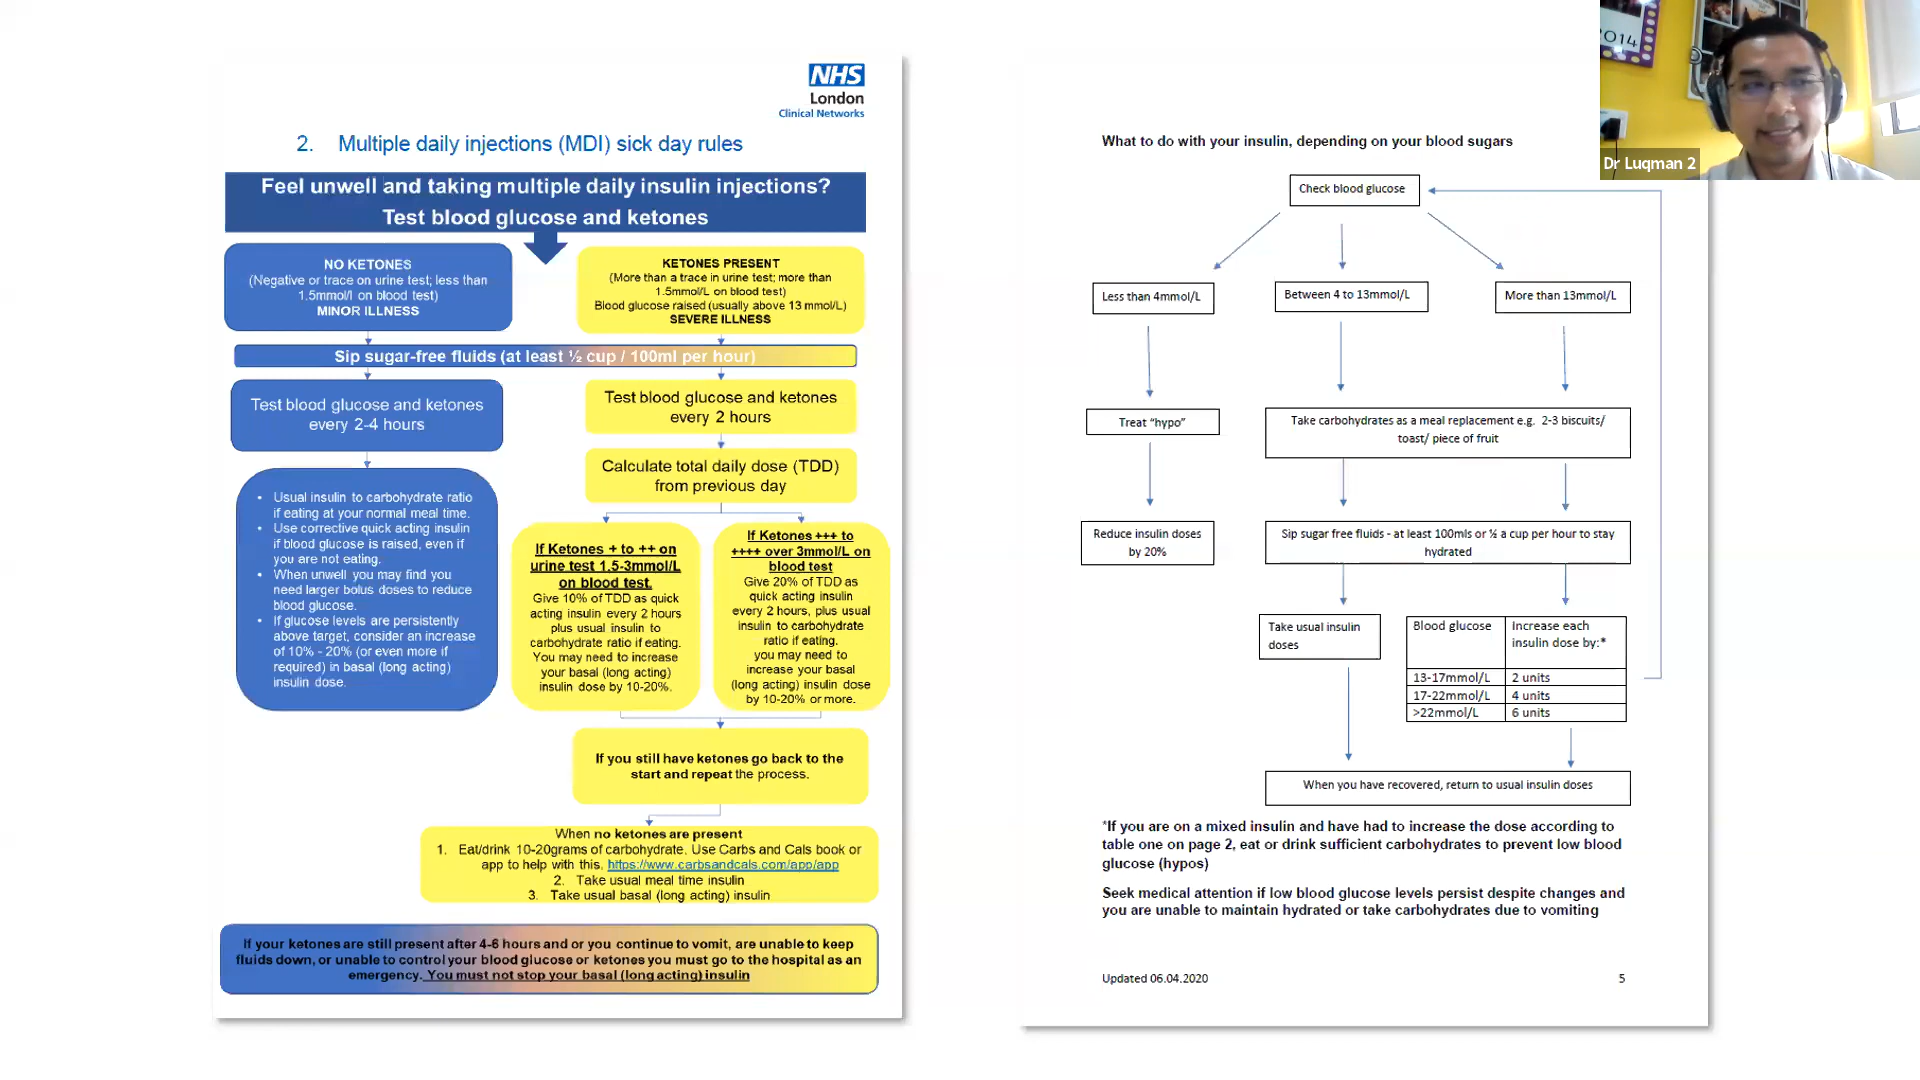 NHS
London
Clinical Networks
2. Multiple daily injections (MDI) sick day rules
Feel unwell and taking multiple daily insulin injections?
Test blood glucose and ketones
NO KETONES
(Negative or trace on urine test; less than
1.5mmol/l on blood test)
MINOR ILLNESS
KETONES PRESENT
(More than a trace in urine test; more than
1.5mmol/L on blood test)
Blood glucose raised (usually above 13 mmol/L)
SEVERE ILLNESS
Sip sugar-free fluids (at least ½ cup / 100ml per hour)
Test blood glucose and ketones
every 2-4 hours
Test blood glucose and ketones
every 2 hours
Calculate total daily dose (TDD)
from previous day
• Usual insulin to carbohydrate ratio
if eating at your normal meal time.
• Use corrective quick acting insulin
if blood glucose is raised, even if
you are not eating.
• When unwell you may find you
need larger bolus doses to reduce
blood glucose.
• If glucose levels are persistently
above target, consider an increase
of 10% - 20% (or even more if
required) in basal (long acting)
insulin dose.
If Ketones + to ++ on
urine test 1.5-3mmol/L
on blood test.
Give 10% of TDD as quick
acting insulin every 2 hours
plus usual insulin to
carbohydrate ratio if eating.
You may need to increase
your basal (long acting)
insulin dose by 10-20%.
If Ketones +++ to
++++ over 3mmol/L on
blood test
Give 20% of TDD as
quick acting insulin
every 2 hours, plus usual
insulin to carbohydrate
ratio if eating.
you may need to
increase your basal
(long acting) insulin dose
by 10-20% or more.
If you still have ketones go back to the
start and repeat the process.
When no ketones are present
1. Eat/drink 10-20grams of carbohydrate. Use Carbs and Cals book or
app to help with this. https://www.carbsandcals.com/app/app
2. Take usual meal time insulin
3. Take usual basal (long acting) insulin
If your ketones are still present after 4-6 hours and or you continue to vomit, are unable to keep
fluids down, or unable to control your blood glucose or ketones you must go to the hospital as an
emergency. You must not stop your basal (long acting) insulin
What to do with your insulin, depending on your blood sugars
Check blood glucose
Less than 4mmol/L
Between 4 to 13mmol/L
More than 13mmol/L
Treat "hypo"
Take carbohydrates as a meal replacement e.g. 2-3 biscuits/
toast/ piece of fruit
Reduce insulin doses
by 20%
Sip sugar free fluids - at least 100mls or ½ a cup per hour to stay
hydrated
Take usual insulin
doses
Blood glucose
Increase each
insulin dose by:*
13-17mmol/L 2 units
17-22mmol/L 4 units
>22mmol/L 6 units
When you have recovered, return to usual insulin doses
*If you are on a mixed insulin and have had to increase the dose according to
table one on page 2, eat or drink sufficient carbohydrates to prevent low blood
glucose (hypos)
Seek medical attention if low blood glucose levels persist despite changes and
you are unable to maintain hydrated or take carbohydrates due to vomiting
Updated 06.04.2020
5
2014
Dr Luqman 2